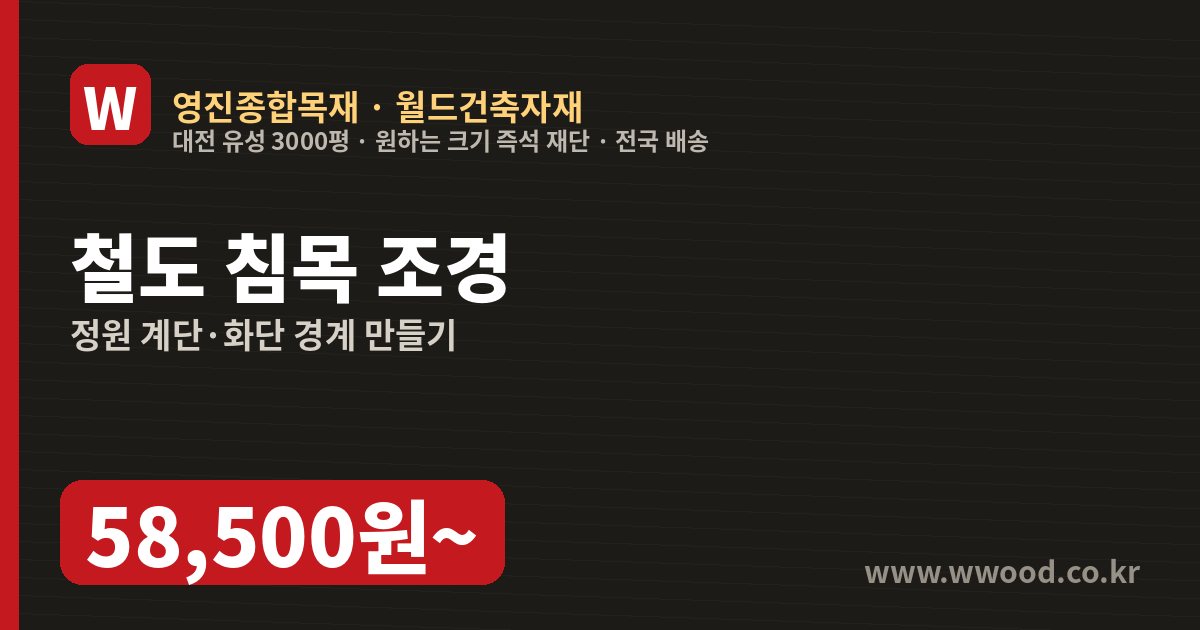 W
영진종합목재 · 월드건축자재
대전 유성 3000평 · 원하는 크기 즉석 재단 · 전국 배송
철도 침목 조경
정원 계단·화단 경계 만들기
58,500원~
www.wwood.co.kr